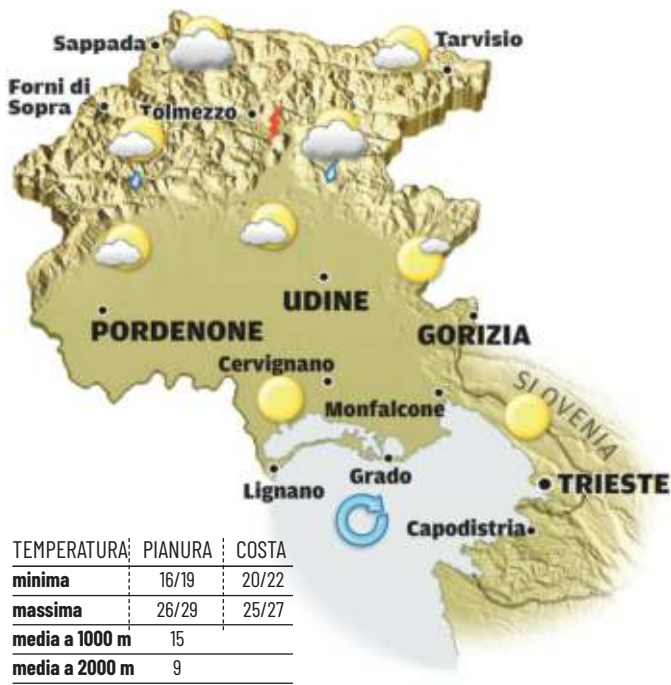 Sappada
Tarvisio
Forni di
Sopra
Tolmezzo
UDINE
PORDENONE
GORIZIA
Cervignano
SLOVENIA
Monfalcone
Grado
Lignano
TRIESTE
Capodistria
TEMPERATURA PIANURA COSTA
minima 16/19 20/22
massima 26/29 25/27
media a 1000 m 15
media a 2000 m 9